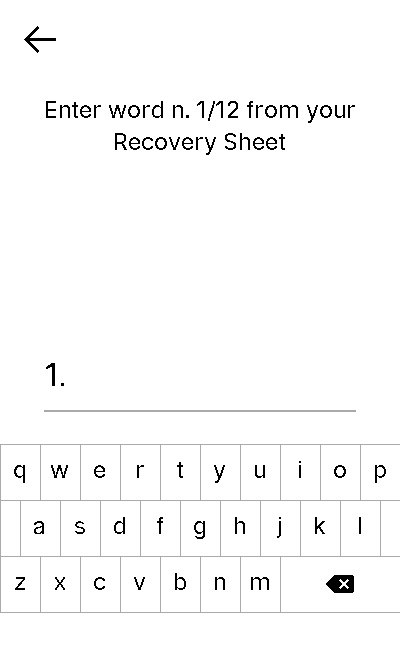 Enter word n. 1/12 from your
Recovery Sheet
1.
q w e r t y u i o p
a s d f g h j k l
z x c v b n m